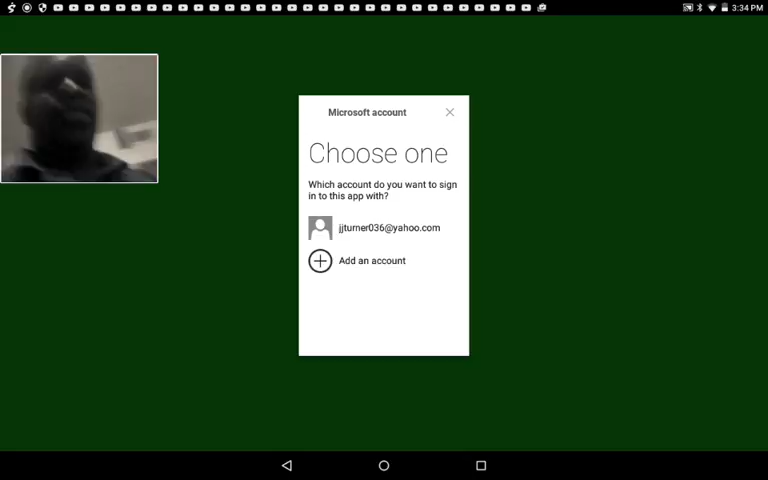 3:34 PM
Microsoft account
Choose one
Which account do you want to sign
in to this app with?
jjturner036@yahoo.com
Add an account